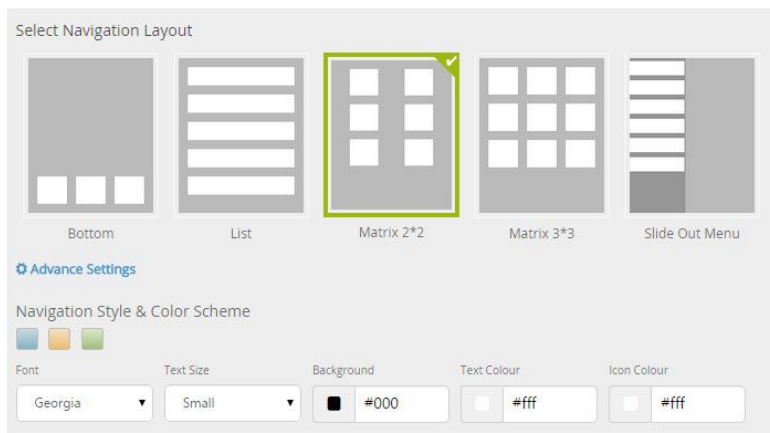 Select Navigation Layout
Bottom List Matrix 2*2 Matrix 3*3 Slide Out Menu
Advance Settings
Navigation Style & Color Scheme
Font Text Size Background Text Colour Icon Colour
Georgia Small #000 #fff #fff